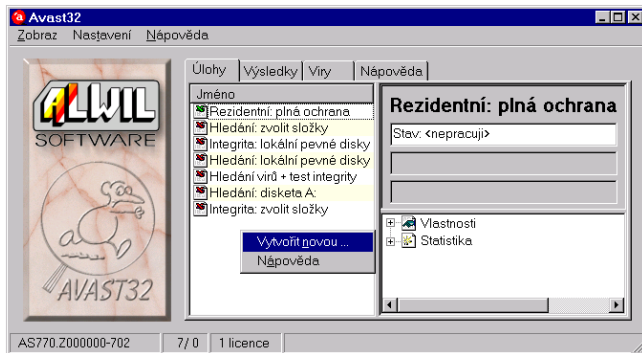 Avast32
Zobraz Nastavení Nápověda
ALWIL
SOFTWARE
AVAST32
Úlohy Výsledky Viry Nápověda
Jméno
Rezidentní: plná ochrana
Hledání: zvolit složky
Integrita: lokální pevné disky
Hledání: lokální pevné disky
Hledání virů + test integrity
Hledání: disketa A:
Integrita: zvolit složky
Vytvořit novou ...
Nápověda
Rezidentní: plná ochrana
Stav: <nepracuji>
Vlastnosti
Statistika
AS770.Z000000-702 7/ 0 1 licence